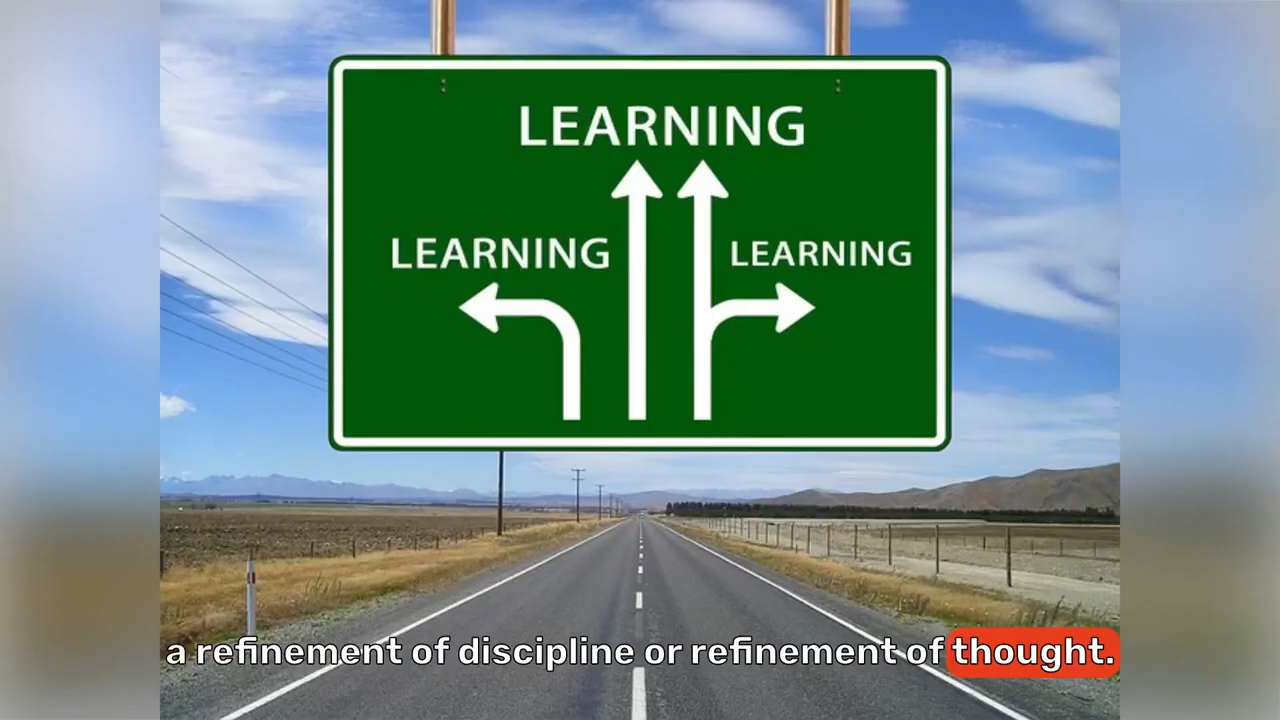 LEARNING
LEARNING
LEARNING
a refinement of discipline or refinement of thought.